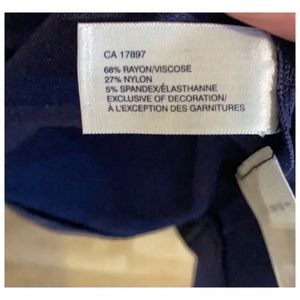 CA 17897
68% RAYON/VISCOSE
27% NYLON
5% SPANDEX/ÉLASTHANNE
EXCLUSIVE OF DECORATION/
À L'EXCEPTION DES GARNITURES